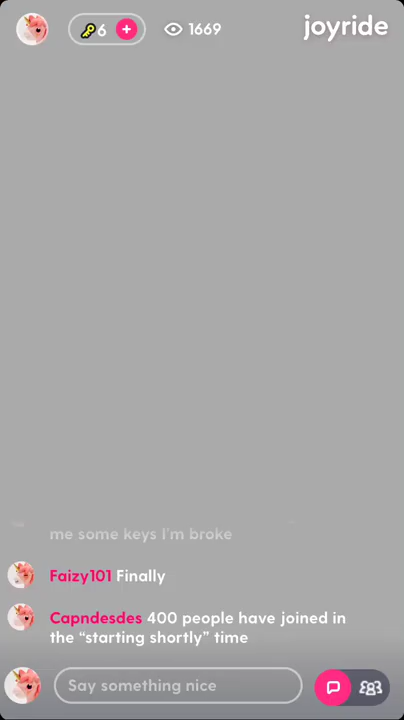 6
+
1669
joyride
me some keys I'm broke
Faizy101 Finally
Capndesdes 400 people have joined in
the “starting shortly” time
Say something nice